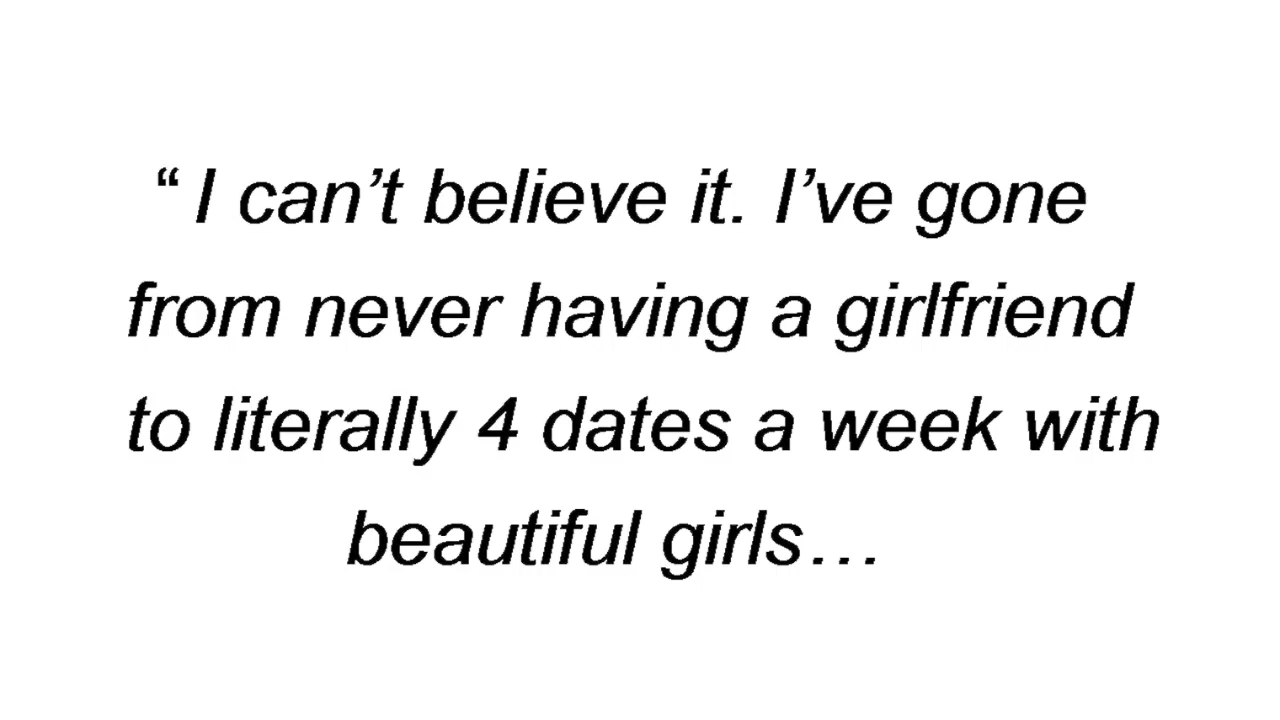 “ I can’t believe it. I’ve gone
from never having a girlfriend
to literally 4 dates a week with
beautiful girls…